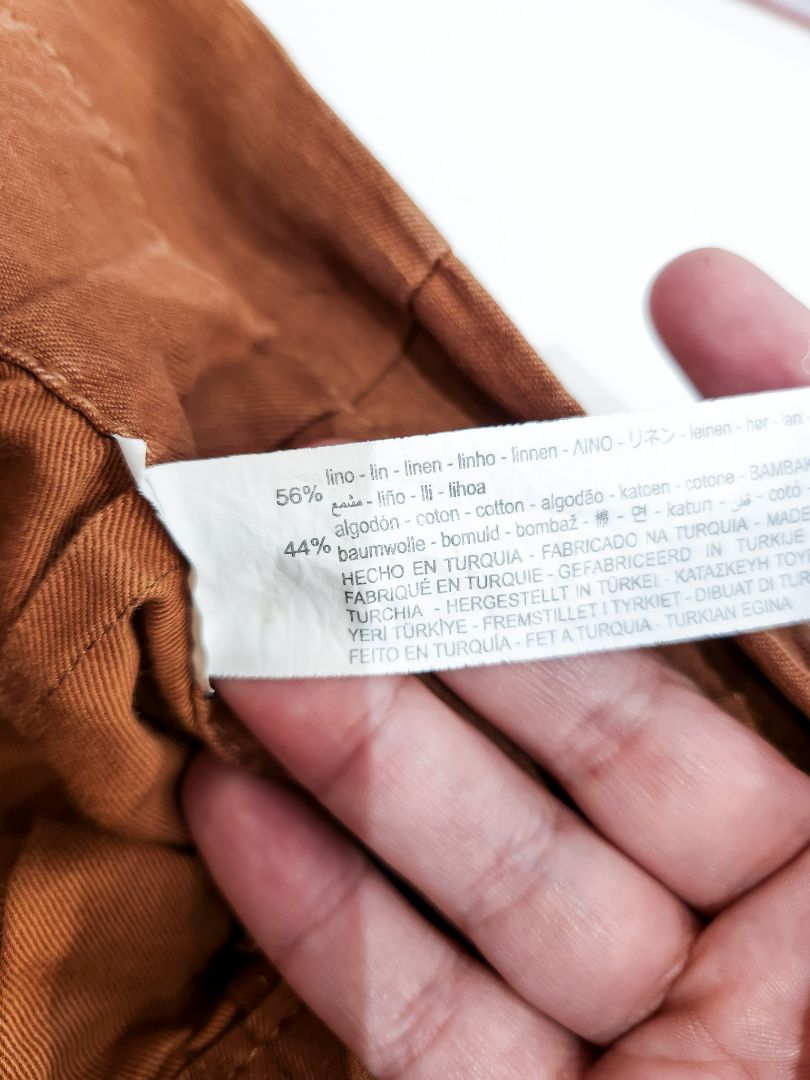 56% lino - lin - linen - linho - linnen - ΛΙΝΟ - リネン - leinen - hør - lan -
- liño - lli - lihoa
44% algodón - coton - cotton - algodão - katoen - cotone - BAMBAK
baumwolle - bomuld - bombaž - 棉 - 면 - katun - قطن - cotó
HECHO EN TURQUIA - FABRICADO NA TURQUIA - MADE
FABRIQUÉ EN TURQUIE - GEFABRICEERD IN TURKIJE
TURCHIA - HERGESTELLT IN TÜRKEI - ΚΑΤΑΣΚΕΥΗ ΤΟΥ
YERİ TÜRKİYE - FREMSTILLET I TYRKIET - DIBUAT DI TUR
FEITO EN TURQUÍA - FET A TURQUIA - TURKIAN EGINA